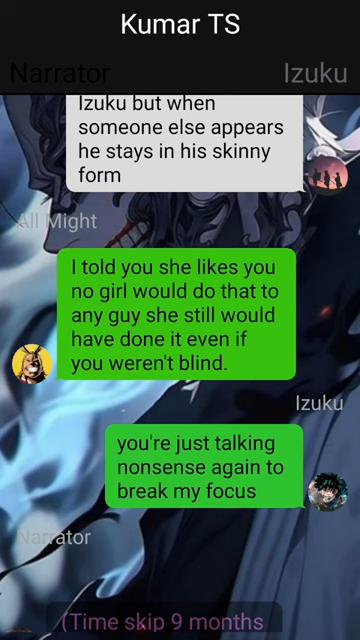 Kumar TS
Narrator
Izuku
Izuku but when
someone else appears
he stays in his skinny
form
All Might
I told you she likes you
no girl would do that to
any guy she still would
have done it even if
you weren't blind.
Izuku
you're just talking
nonsense again to
break my focus
Narrator
(Time skip 9 months